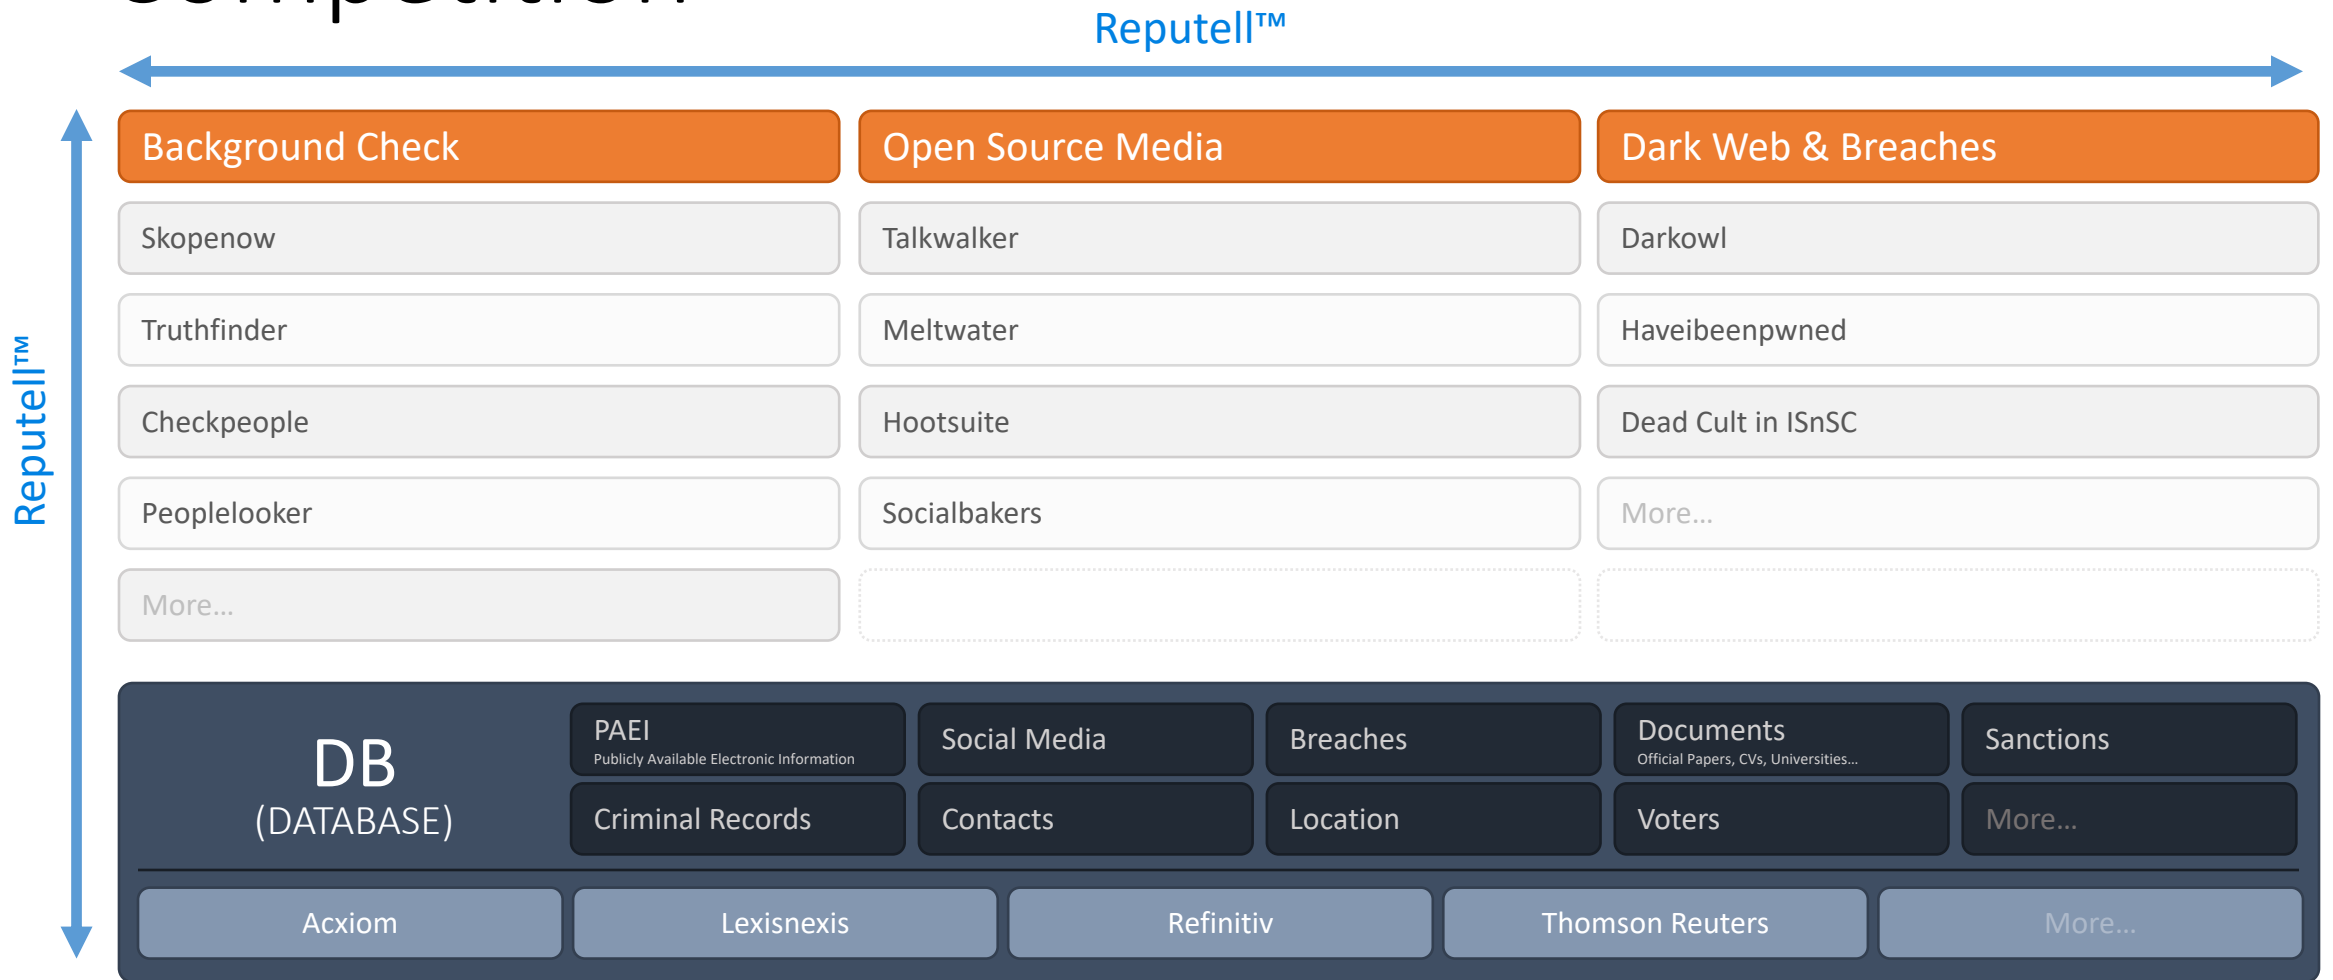 Competition
Reputell™
Reputell™
Background Check
Open Source Media
Dark Web & Breaches
Skopenow
Talkwalker
Darkowl
Truthfinder
Meltwater
Haveibeenpwned
Checkpeople
Hootsuite
Dead Cult in ISnSC
Peoplelooker
Socialbakers
More...
More...
DB
(DATABASE)
PAEI
Publicly Available Electronic Information
Social Media
Breaches
Documents
Official Papers, CVs, Universities...
Sanctions
Criminal Records
Contacts
Location
Voters
More...
Acxiom
Lexisnexis
Refinitiv
Thomson Reuters
More...